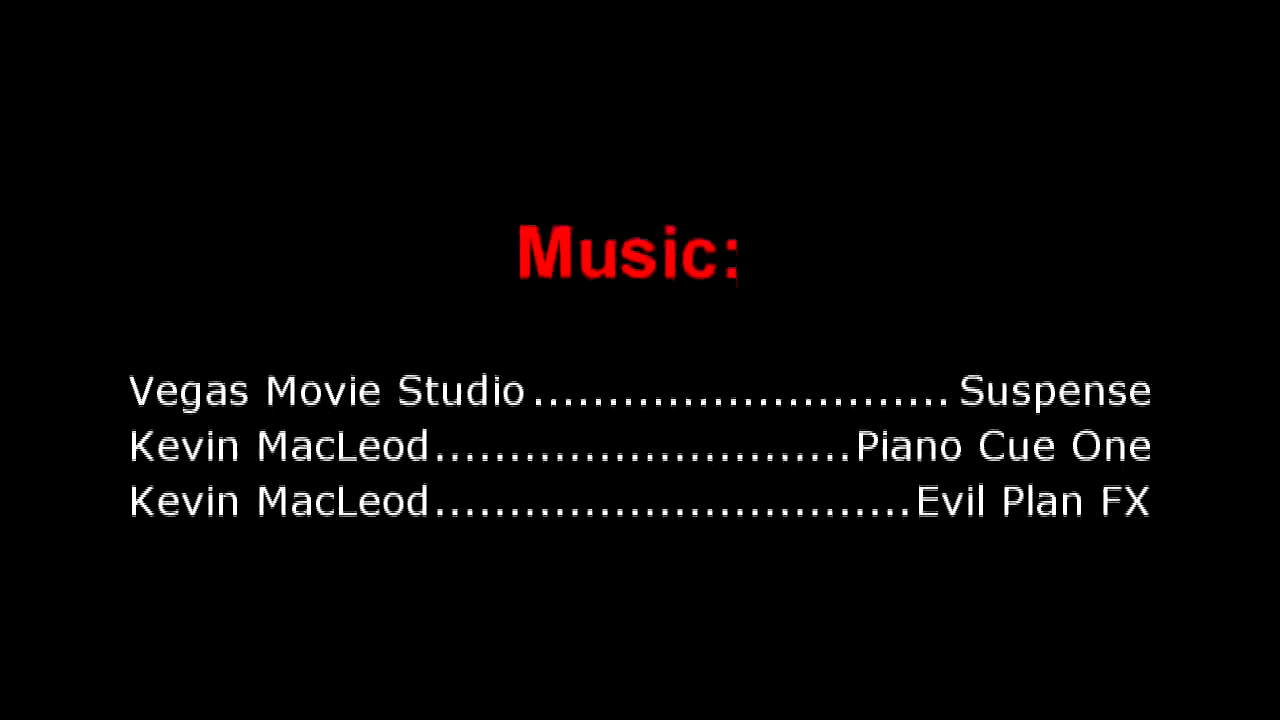 Music:
Vegas Movie Studio............................Suspense
Kevin MacLeod............................Piano Cue One
Kevin MacLeod................................Evil Plan FX